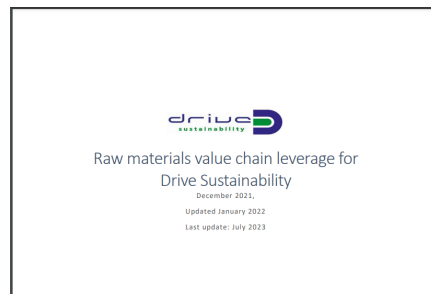 drive
sustainability
Raw materials value chain leverage for
Drive Sustainability
December 2021,
Updated January 2022
Last update: July 2023